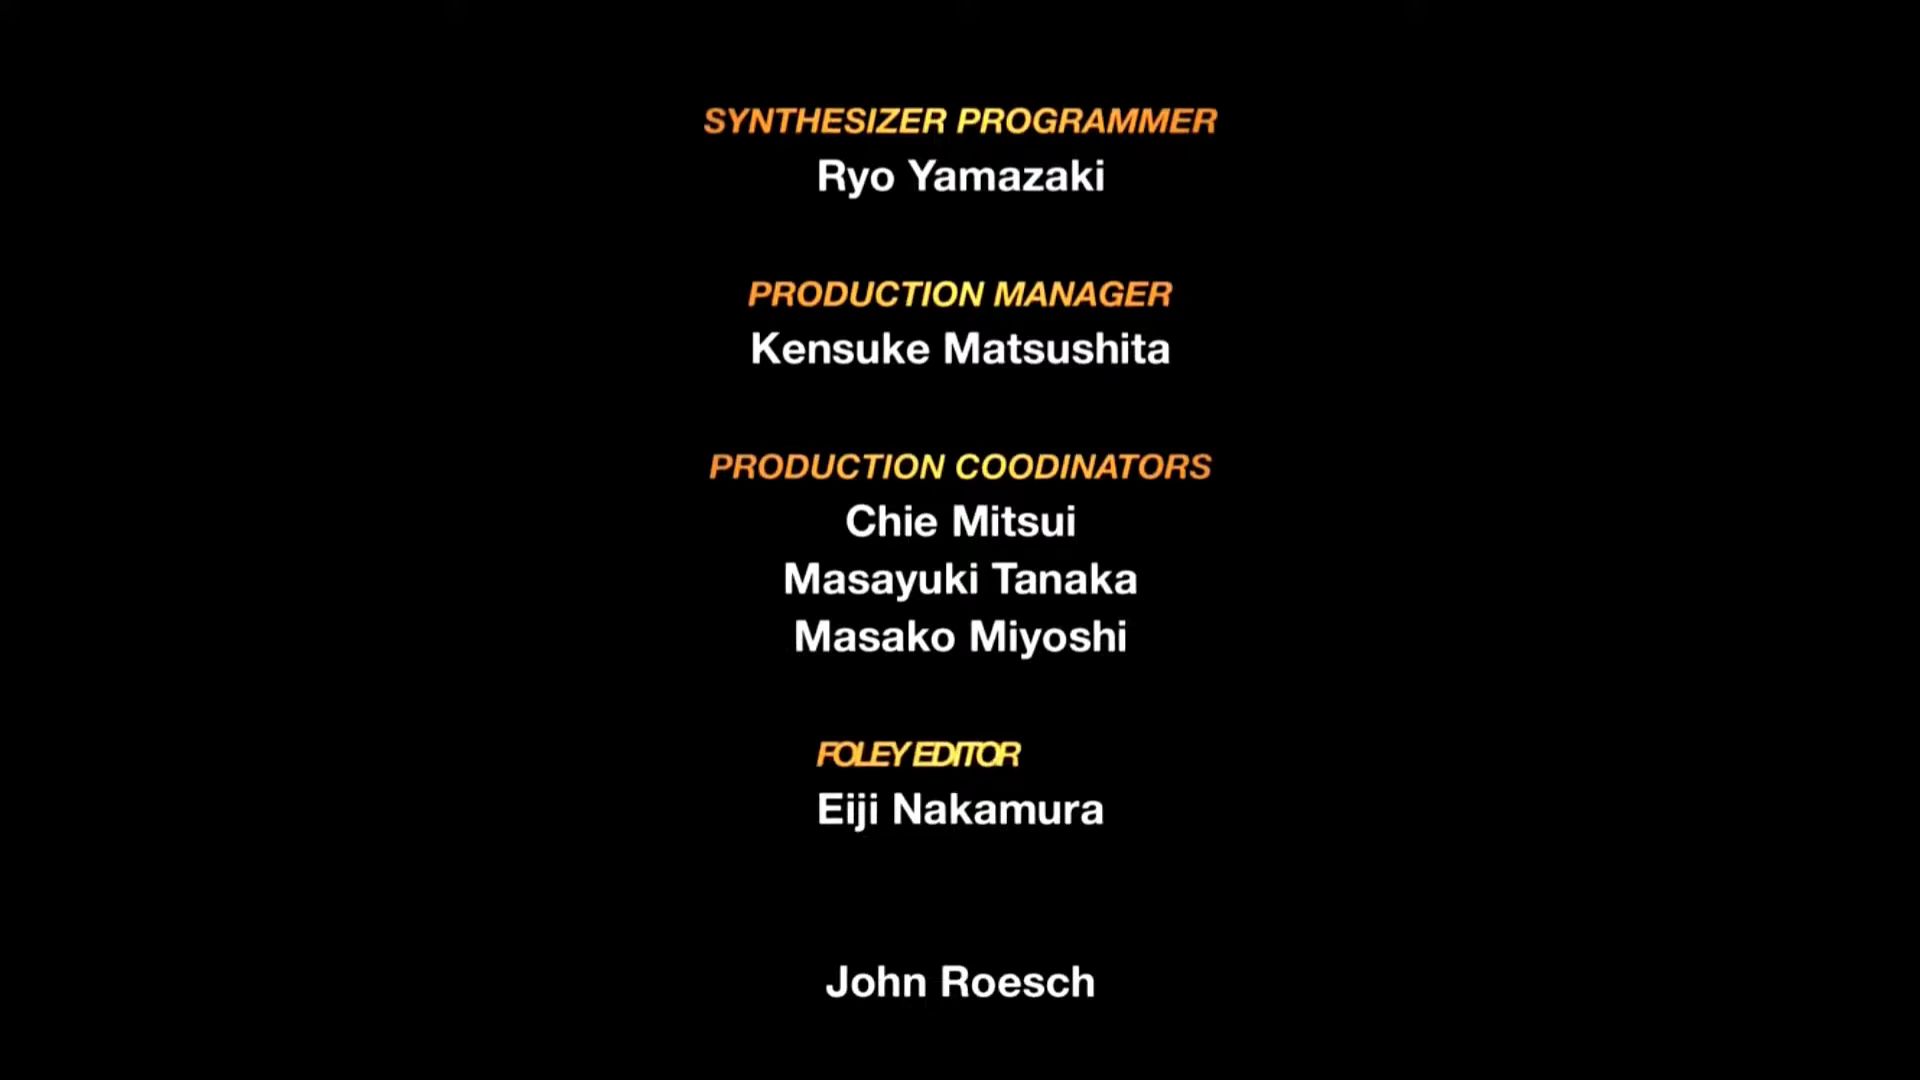 SYNTHESIZER PROGRAMMER
Ryo Yamazaki
PRODUCTION MANAGER
Kensuke Matsushita
PRODUCTION COODINATORS
Chie Mitsui
Masayuki Tanaka
Masako Miyoshi
FOLEY EDITOR
Eiji Nakamura
John Roesch